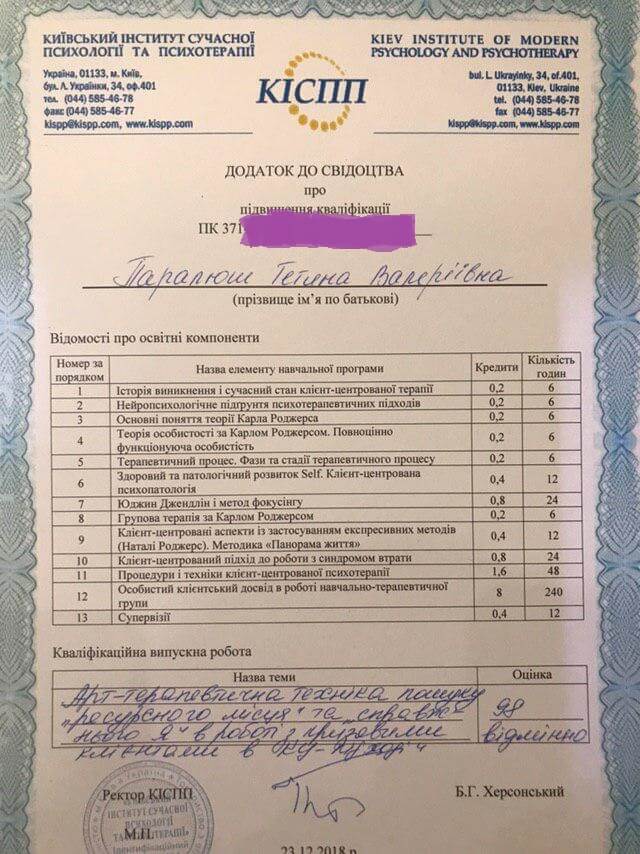 КИЇВСЬКИЙ ІНСТИТУТ СУЧАСНОЇ
ПСИХОЛОГІЇ ТА ПСИХОТЕРАПІЇ
Україна, 01133, м. Київ,
бул. Л. Українки, 34, оф.401
тел. (044) 585-46-78
факс (044) 585-46-77
kispp@kispp.com, www.kispp.com
КІСПП
KIEV INSTITUTE OF MODERN
PSYCHOLOGY AND PSYCHOTHERAPY
bul. L. Ukrayinky, 34, of.401,
01133, Kiev, Ukraine
tel. (044) 585-46-78
fax (044) 585-46-77
kispp@kispp.com, www.kispp.com
ДОДАТОК ДО СВІДОЦТВА
про
підвищення кваліфікації
ПК 371
Паралюш Тетяна Валеріївна
(прізвище ім’я по батькові)
Відомості про освітні компоненти
Номер за порядком Назва елементу навчальної програми Кредити Кількість годин
1 Історія виникнення і сучасний стан клієнт-центрованої терапії 0,2 6
2 Нейропсихологічне підґрунтя психотерапевтичних підходів 0,2 6
3 Основні поняття теорії Карла Роджерса 0,2 6
4 Теорія особистості за Карлом Роджерсом. Повноцінно функціонуюча особистість 0,2 6
5 Терапевтичний процес. Фази та стадії терапевтичного процесу 0,2 6
6 Здоровий та патологічний розвиток Self. Клієнт-центрована психопатологія 0,4 12
7 Юджин Джендлін і метод фокусінгу 0,8 24
8 Групова терапія за Карлом Роджерсом 0,2 6
9 Клієнт-центровані аспекти із застосуванням експресивних методів (Наталі Роджерс). Методика «Панорама життя» 0,4 12
10 Клієнт-центрований підхід до роботи з синдромом втрати 0,8 24
11 Процедури і техніки клієнт-центрованої психотерапії 1,6 48
12 Особистий клієнтський досвід в роботі навчально-терапевтичної групи 8 240
13 Супервізії 0,4 12
Кваліфікаційна випускна робота
Назва теми Оцінка
Арт-терапевтична техніка пошуку
„ресурсного місця" та „справж-
нього Я" в роботі з кризовими
клієнтами в
98
відмінно
Ректор КІСПП
М.П.
Б.Г. Херсонський
ІНСТИТУТ СУЧАСНОЇ
ПСИХОЛОГІЇ
ТА ПСИХОТЕРАПІЇ
23.12.2018 р.